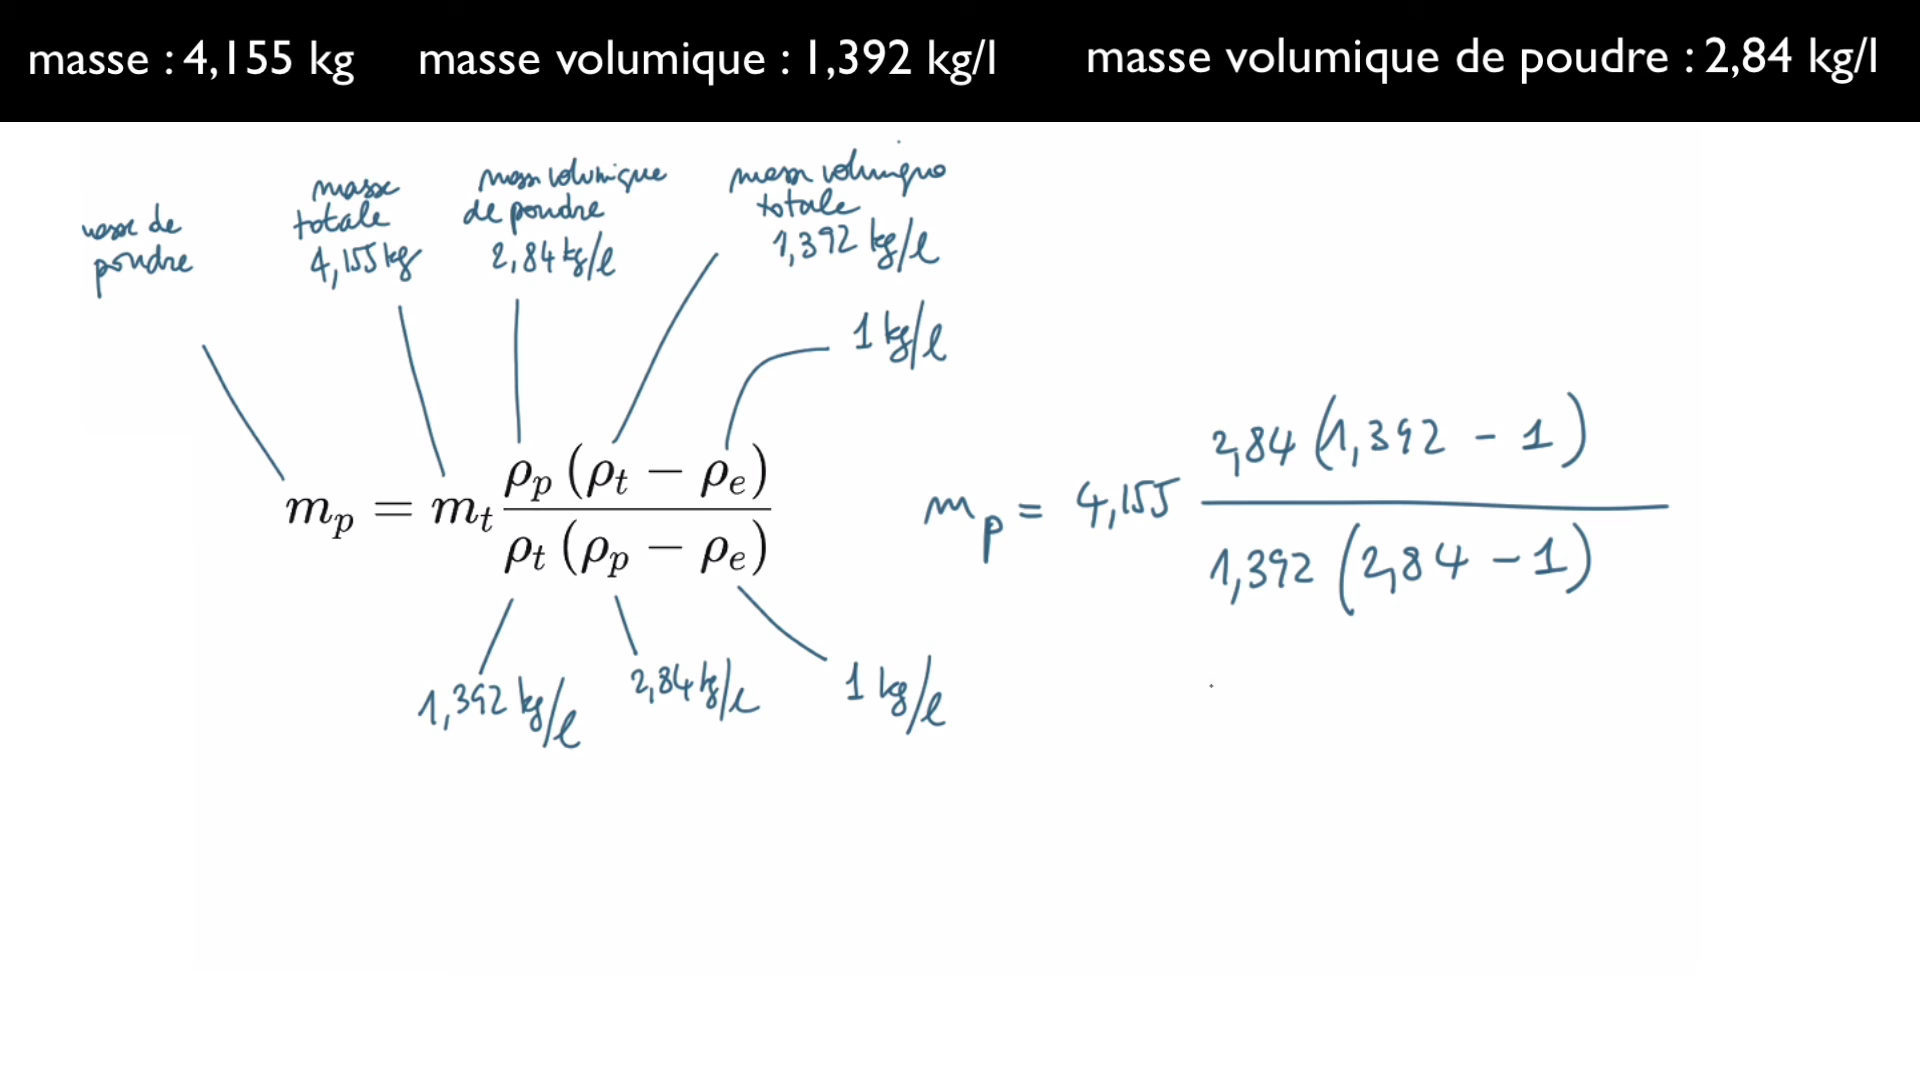 masse : 4,155 kg masse volumique : 1,392 kg/l masse volumique de poudre : 2,84 kg/l
masse de
poudre
masse
totale
4,155 kg
masse volumique
de poudre
2,84 kg/l
masse volumique
totale
1,392 kg/l
1 kg/l
m_p = m_t \frac{ρ_p (ρ_t − ρ_e)}{ρ_t (ρ_p − ρ_e)}
1,392 kg/l 2,84 kg/l 1 kg/l
m_p = 4,155 \frac{2,84 (1,392 - 1)}{1,392 (2,84 - 1)}